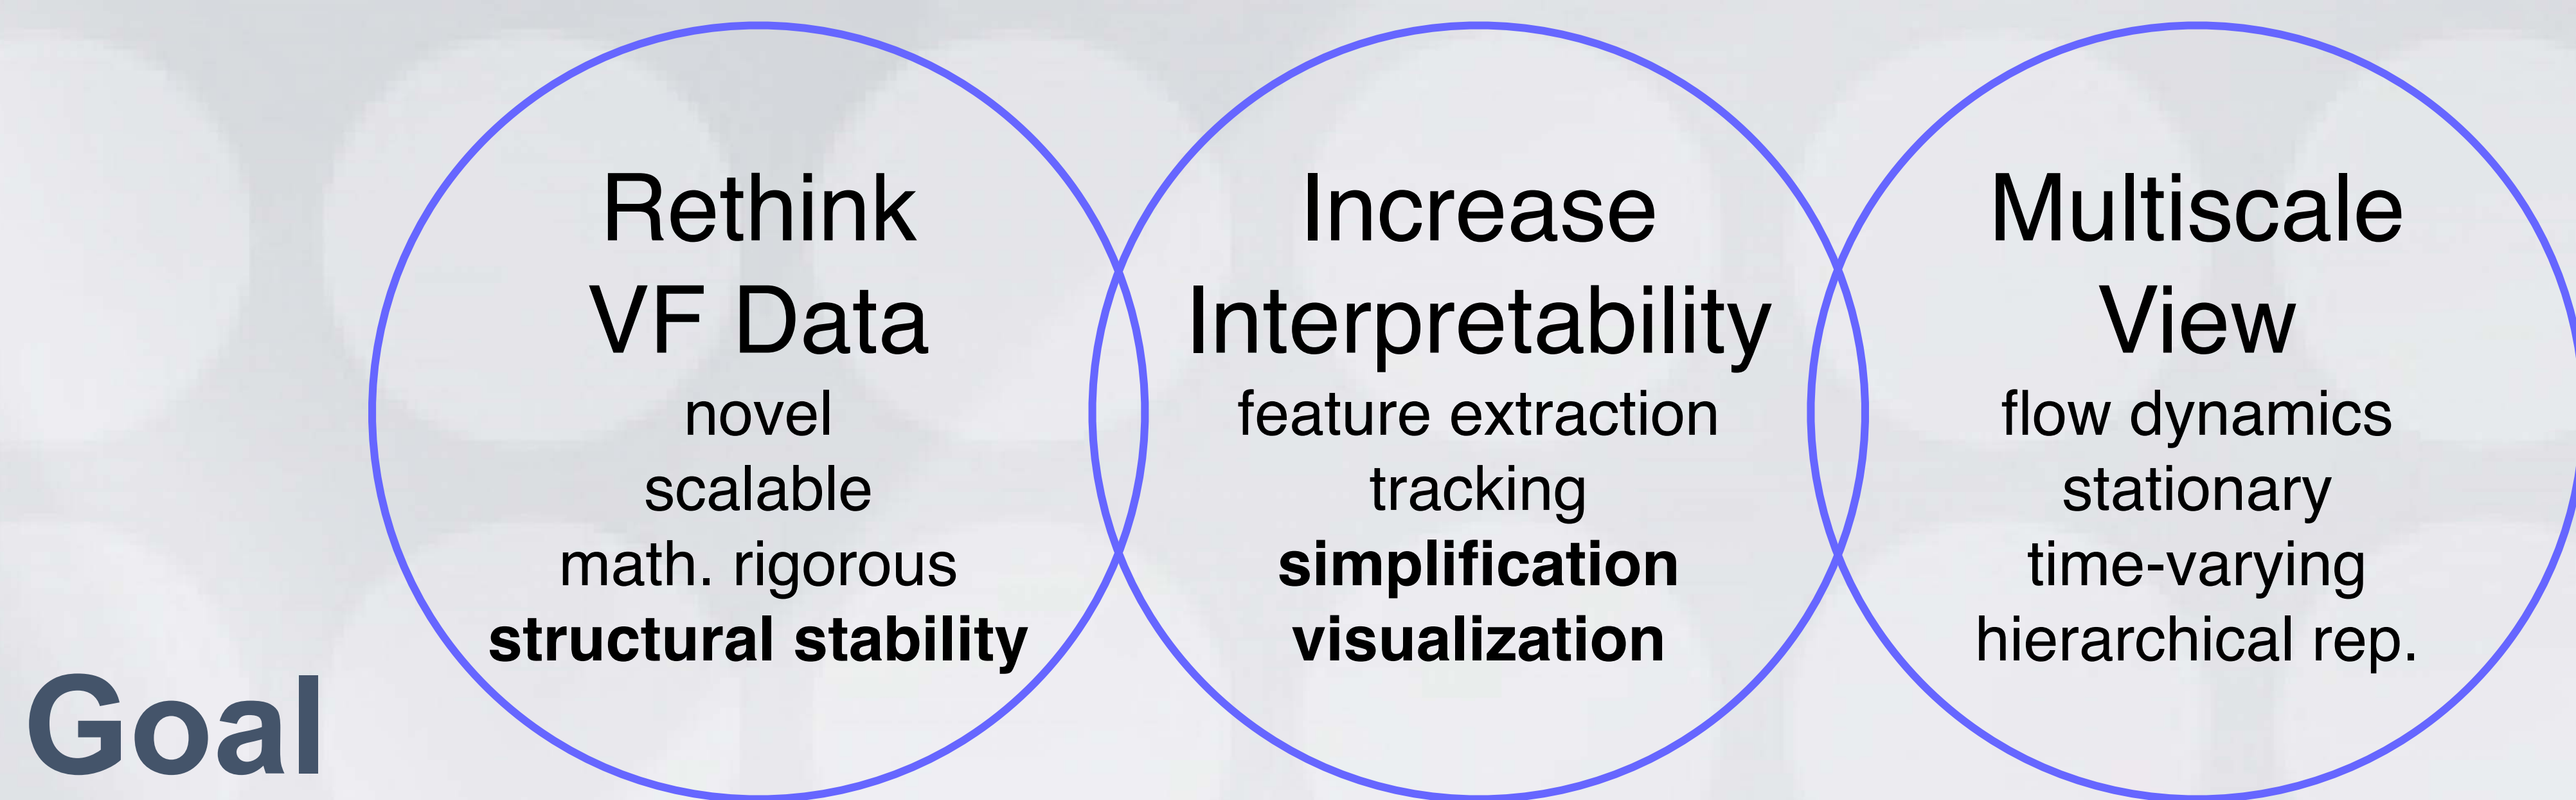 Rethink
VF Data
novel
scalable
math. rigorous
structural stability
Increase
Interpretability
feature extraction
tracking
simplification
visualization
Multiscale
View
flow dynamics
stationary
time-varying
hierarchical rep.
Goal